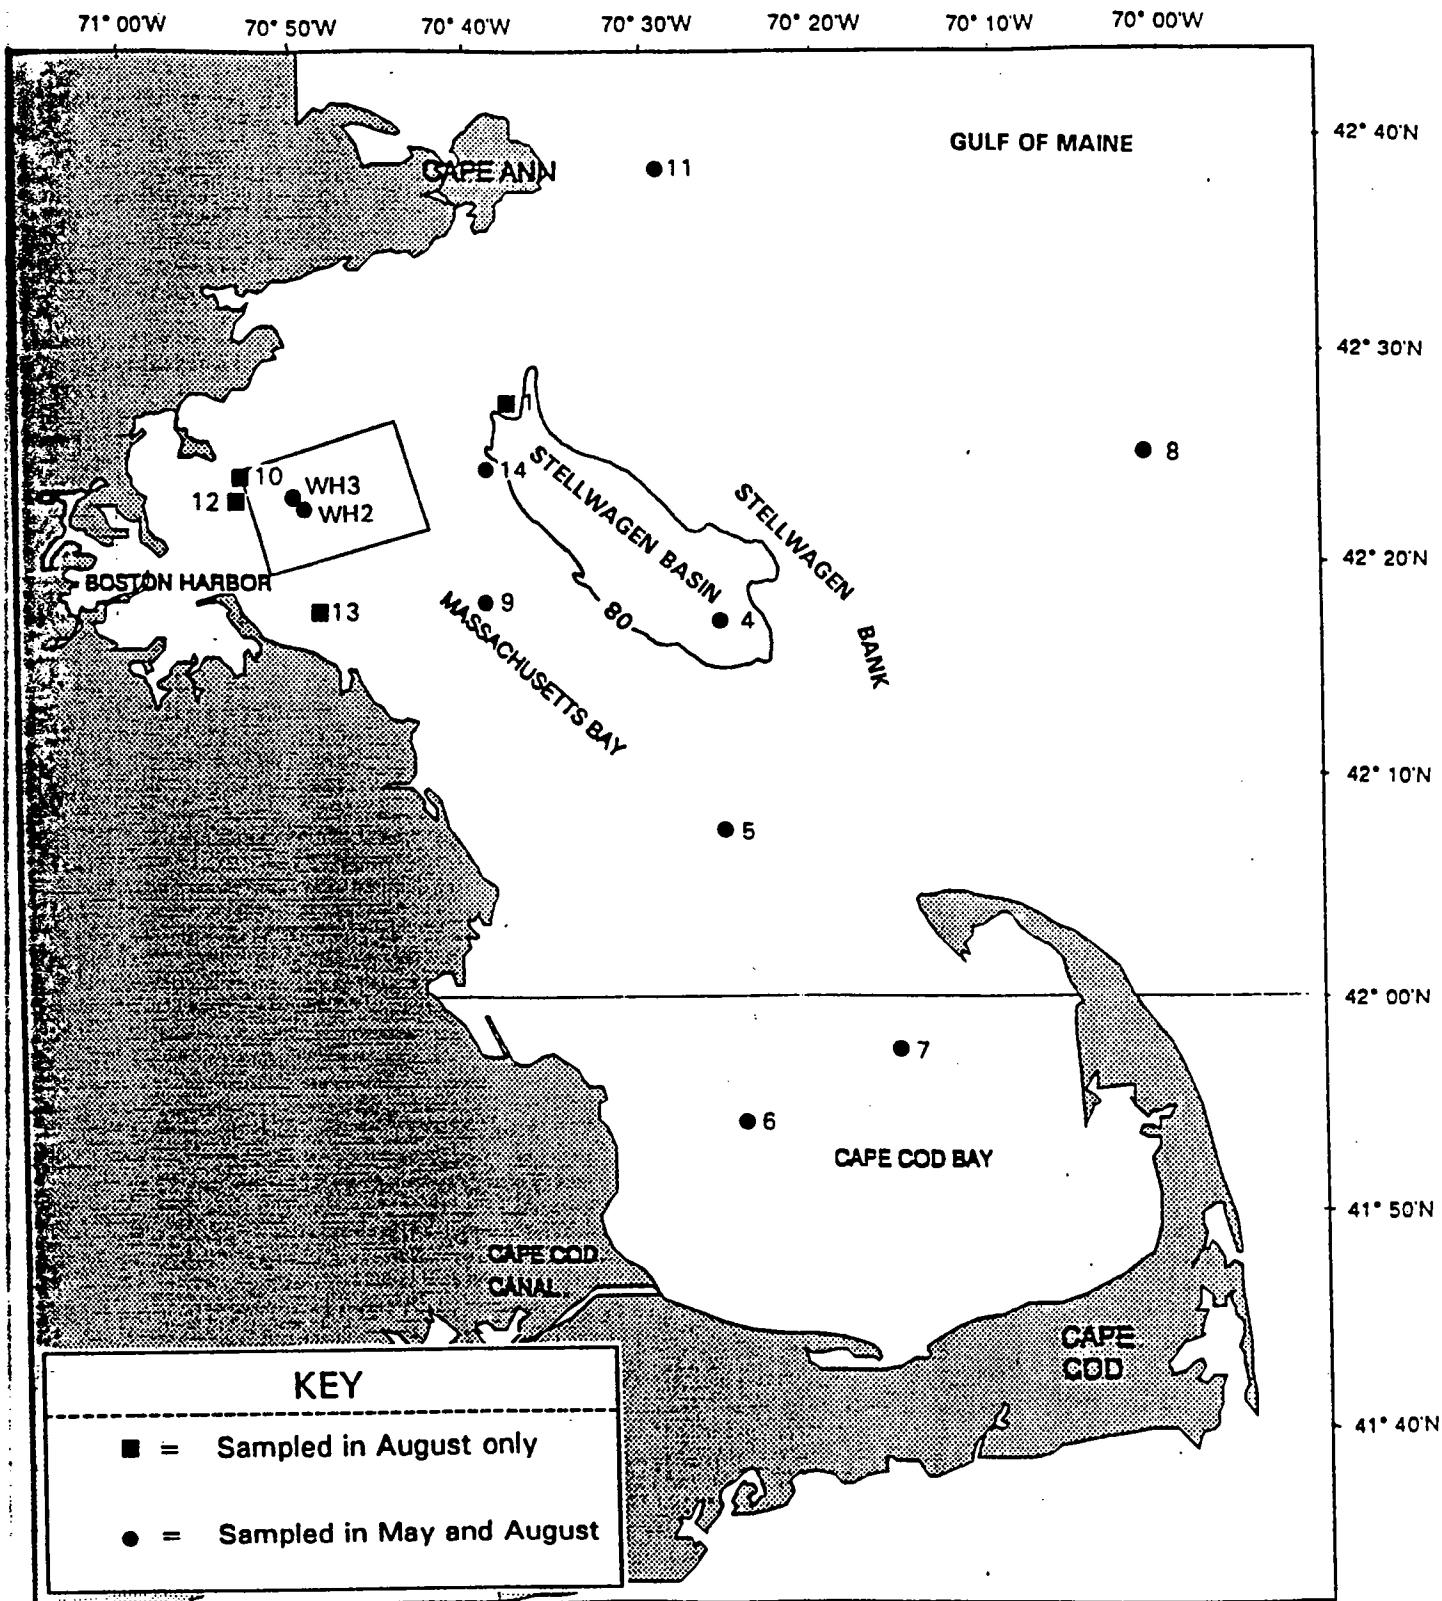 71° 00'W 70° 50'W 70° 38'W 70° 30'W 70° 20'W 70° 10'W 70° 00'W
42° 40'N
GULF OF MAINE
CAPE ANN
11
42° 30'N
1
8
14
10
WH3
12
WH2
STELLWAGEN BASIN
STELLWAGEN
BANK
42° 20'N
BOSTON HARBOR
13
9
80
4
MASSACHUSETTS BAY
42° 10'N
5
42° 00'N
7
6
CAPE COD BAY
41° 50'N
CAPE COD
CANAL
CAPE
COD
41° 40'N
KEY
■ = Sampled in August only
● = Sampled in May and August